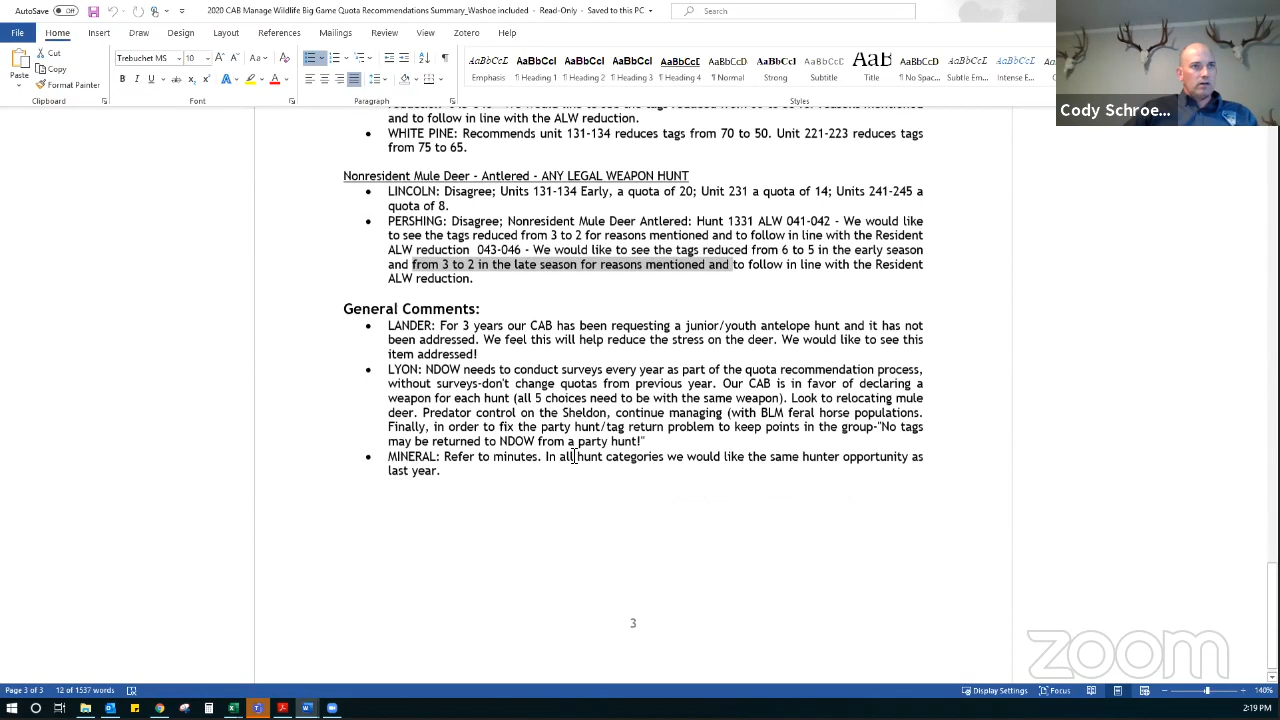 AutoSave Off
2020 CAB Manage Wildlife Big Game Quota Recommendations Summary_Washoe included - Read-Only - Saved to this PC
Search
File Home Insert Draw Design Layout References Mailings Review View Zotero Help
Paste
Cut
Copy
Format Painter
Clipboard
Trebuchet MS 10
Font
Paragraph
AaBbCcI AaBbCcI AaBbCcI AaBbCcI AaBbCcDc AaBbCcI AaBbCcD AaB AaBbCcD AaBbCcDc AaBbCcI
Emphasis Heading 1 Heading 2 Heading 3 Heading 4 Normal Strong Subtitle Title No Spac... Subtle Em... Intense E...
Styles
Cody Schroe...
and to follow in line with the ALW reduction.
WHITE PINE: Recommends unit 131-134 reduces tags from 70 to 50. Unit 221-223 reduces tags
from 75 to 65.
Nonresident Mule Deer - Antlered - ANY LEGAL WEAPON HUNT
LINCOLN: Disagree; Units 131-134 Early, a quota of 20; Unit 231 a quota of 14; Units 241-245 a
quota of 8.
PERSHING: Disagree; Nonresident Mule Deer Antlered: Hunt 1331 ALW 041-042 - We would like
to see the tags reduced from 3 to 2 for reasons mentioned and to follow in line with the Resident
ALW reduction 043-046 - We would like to see the tags reduced from 6 to 5 in the early season
and from 3 to 2 in the late season for reasons mentioned and to follow in line with the Resident
ALW reduction.
General Comments:
LANDER: For 3 years our CAB has been requesting a junior/youth antelope hunt and it has not
been addressed. We feel this will help reduce the stress on the deer. We would like to see this
item addressed!
LYON: NDOW needs to conduct surveys every year as part of the quota recommendation process,
without surveys-don't change quotas from previous year. Our CAB is in favor of declaring a
weapon for each hunt (all 5 choices need to be with the same weapon). Look to relocating mule
deer. Predator control on the Sheldon, continue managing (with BLM feral horse populations.
Finally, in order to fix the party hunt/tag return problem to keep points in the group-"No tags
may be returned to NDOW from a party hunt!"
MINERAL: Refer to minutes. In all hunt categories we would like the same hunter opportunity as
last year.
3
zoom
Page 3 of 3 12 of 1537 words
Display Settings Focus 140%
2:19 PM